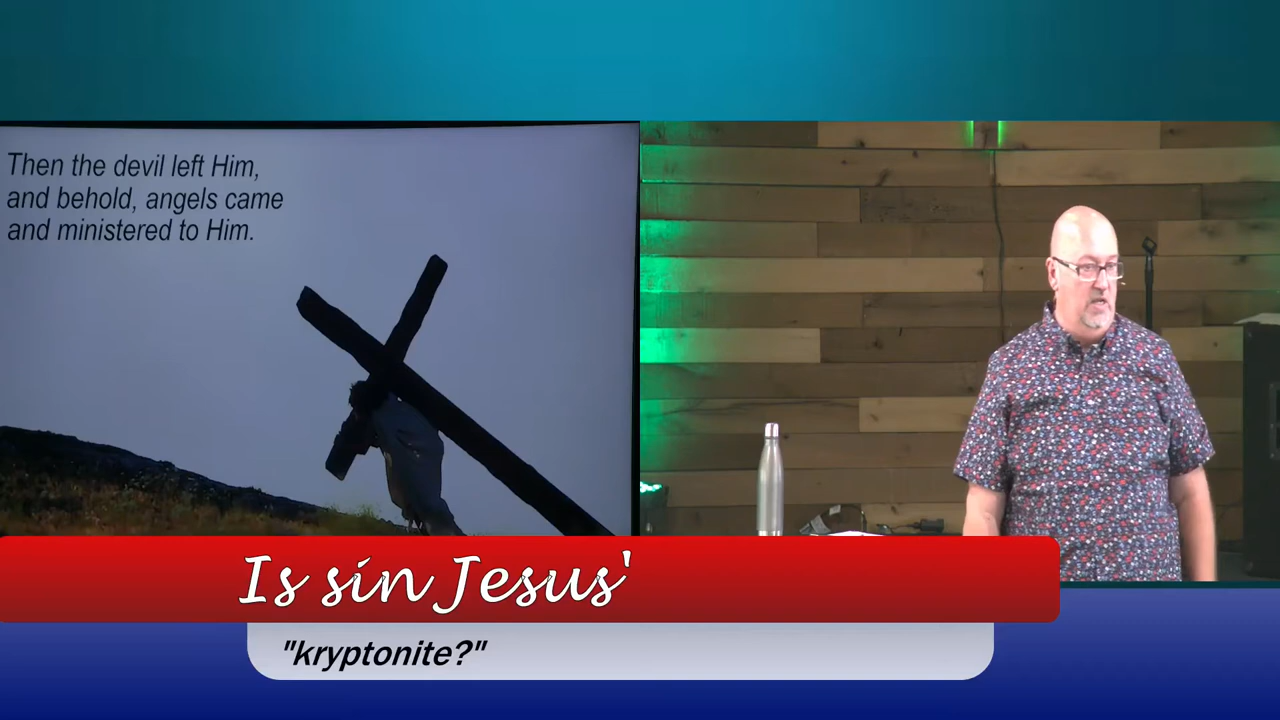 Then the devil left Him,
and behold, angels came
and ministered to Him.
Is sin Jesus'
"kryptonite?"